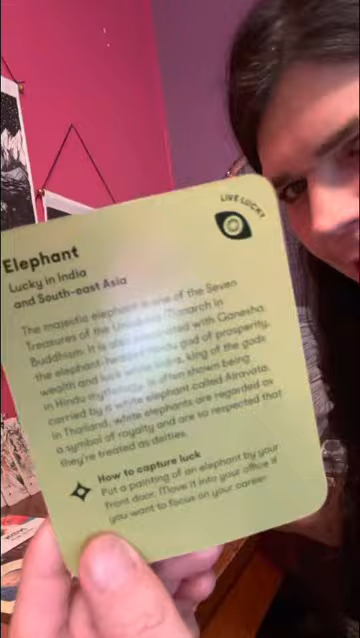 LIVE LUCKY
Elephant
Lucky in India
and South-east Asia
The majestic elephant is one of the Seven
Treasures of the Universal Monarch in
Buddhism. It is also associated with Ganesha,
the elephant-headed Hindu god of prosperity,
wealth and luck. king of the gods
in Hindu mythology, is often shown being
carried by a white elephant called Airavata.
In Thailand, white elephants are regarded as
a symbol of royalty and are so respected that
they're treated as deities.
How to capture luck
Put a painting of an elephant by your
front door. Move it into your office if
you want to focus on your career.